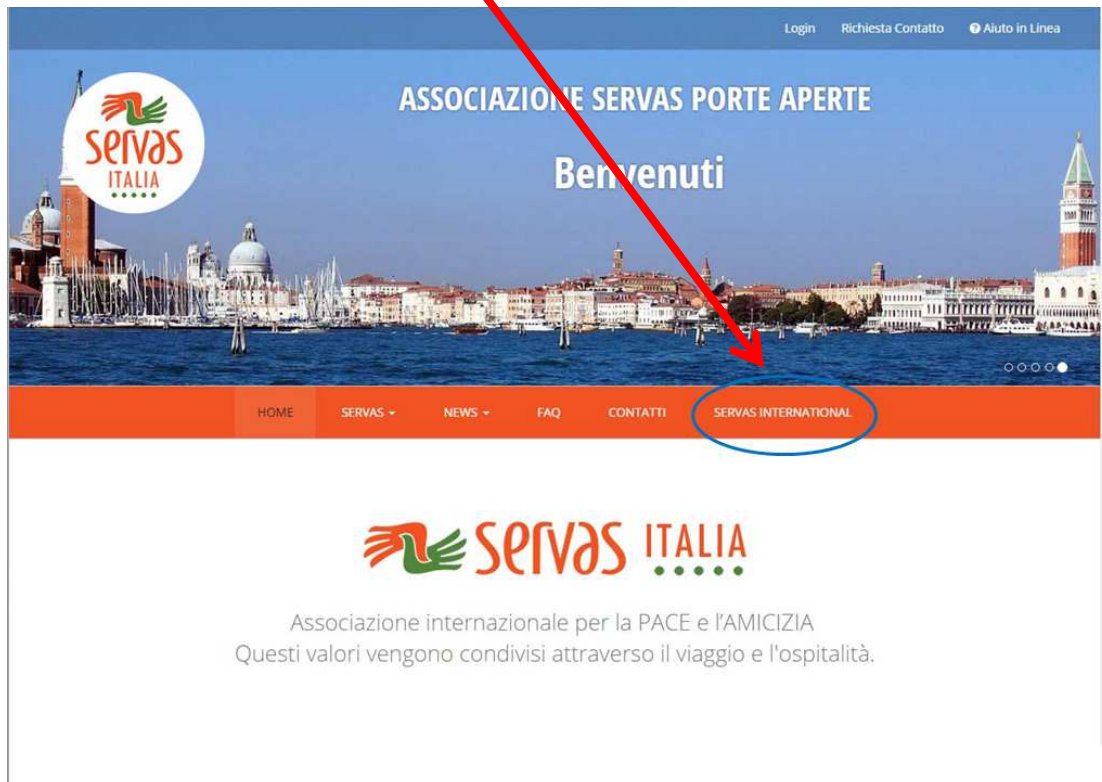 Login Richiesta Contatto ? Aiuto in Linea
servas
ITALIA
ASSOCIAZIONE SERVAS PORTE APERTE
Benvenuti
HOME SERVAS NEWS FAQ CONTATTI SERVAS INTERNATIONAL
servas ITALIA
Associazione internazionale per la PACE e l'AMICIZIA
Questi valori vengono condivisi attraverso il viaggio e l'ospitalità.